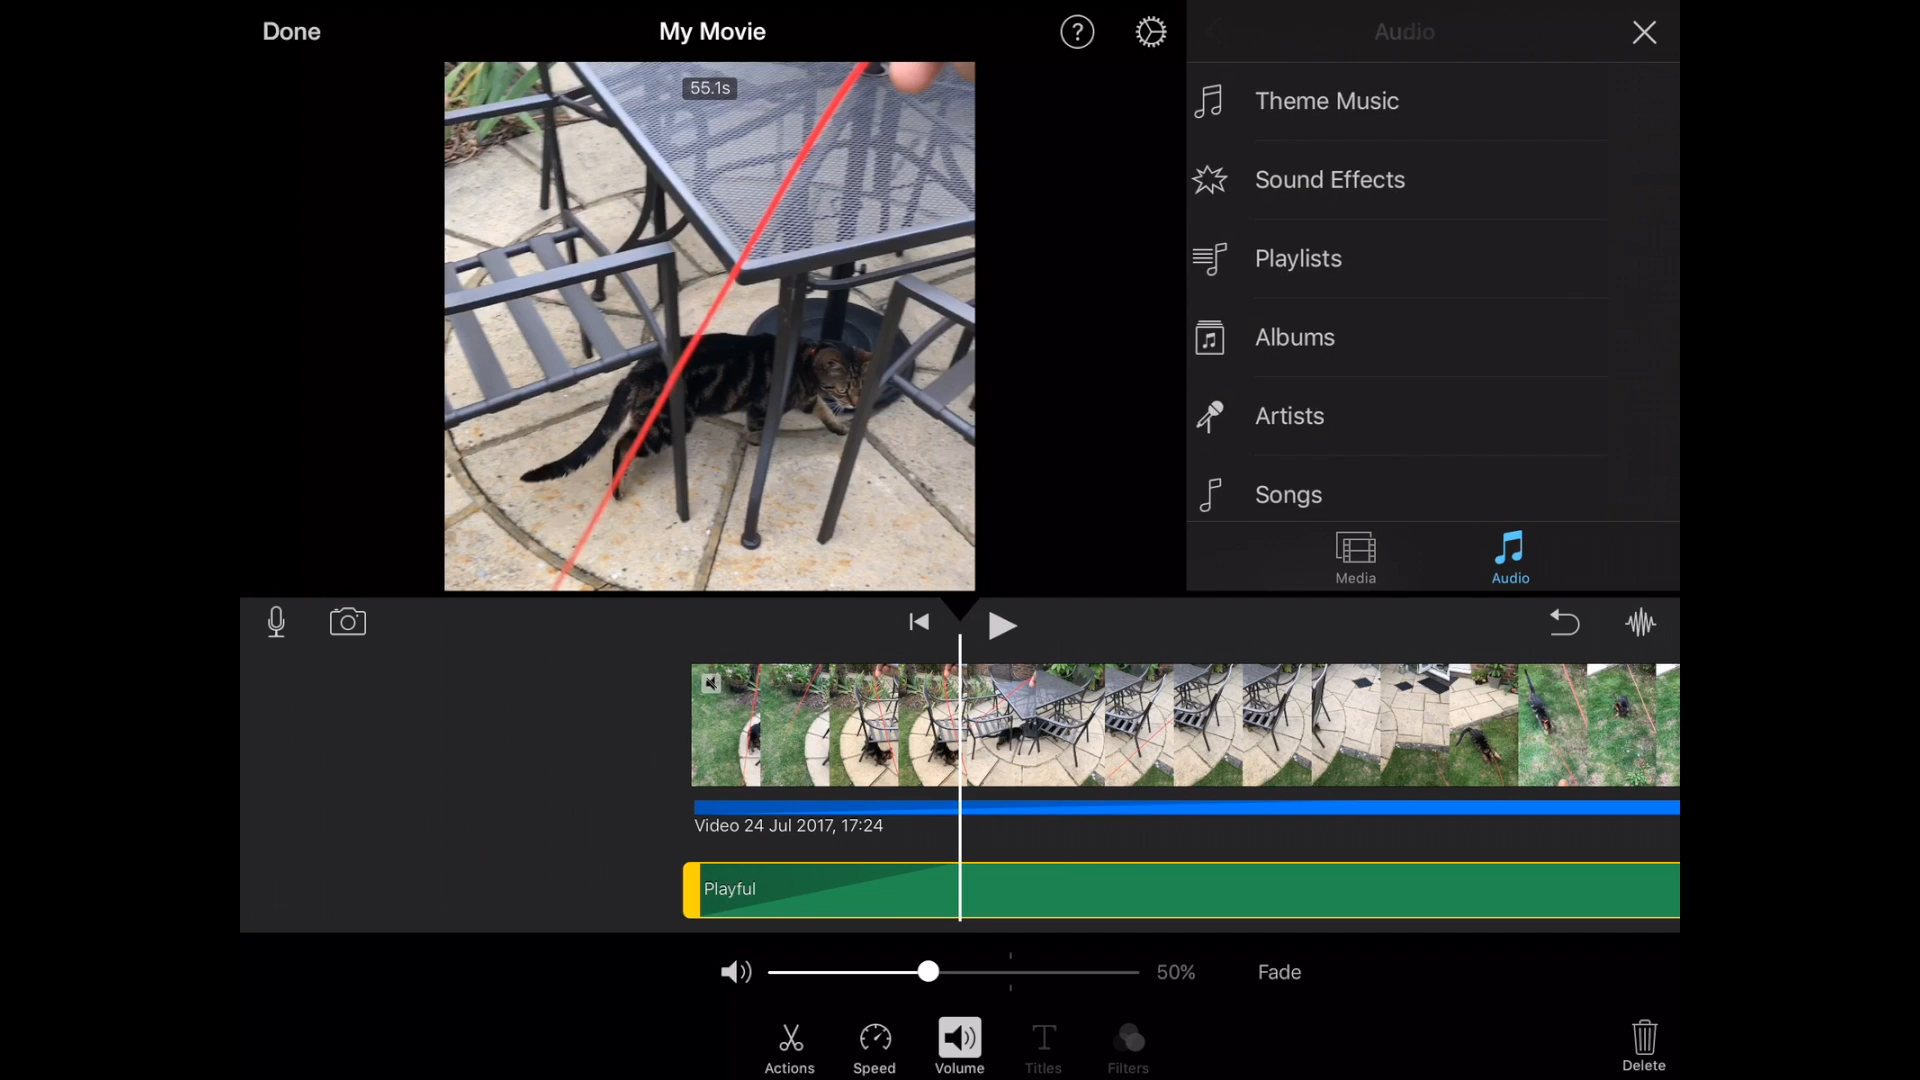 Done
My Movie
?
Audio
55.1s
Theme Music
Sound Effects
Playlists
Albums
Artists
Songs
Media
Audio
Video 24 Jul 2017, 17:24
Playful
50%
Fade
Actions
Speed
Volume
T
Titles
Filters
Delete